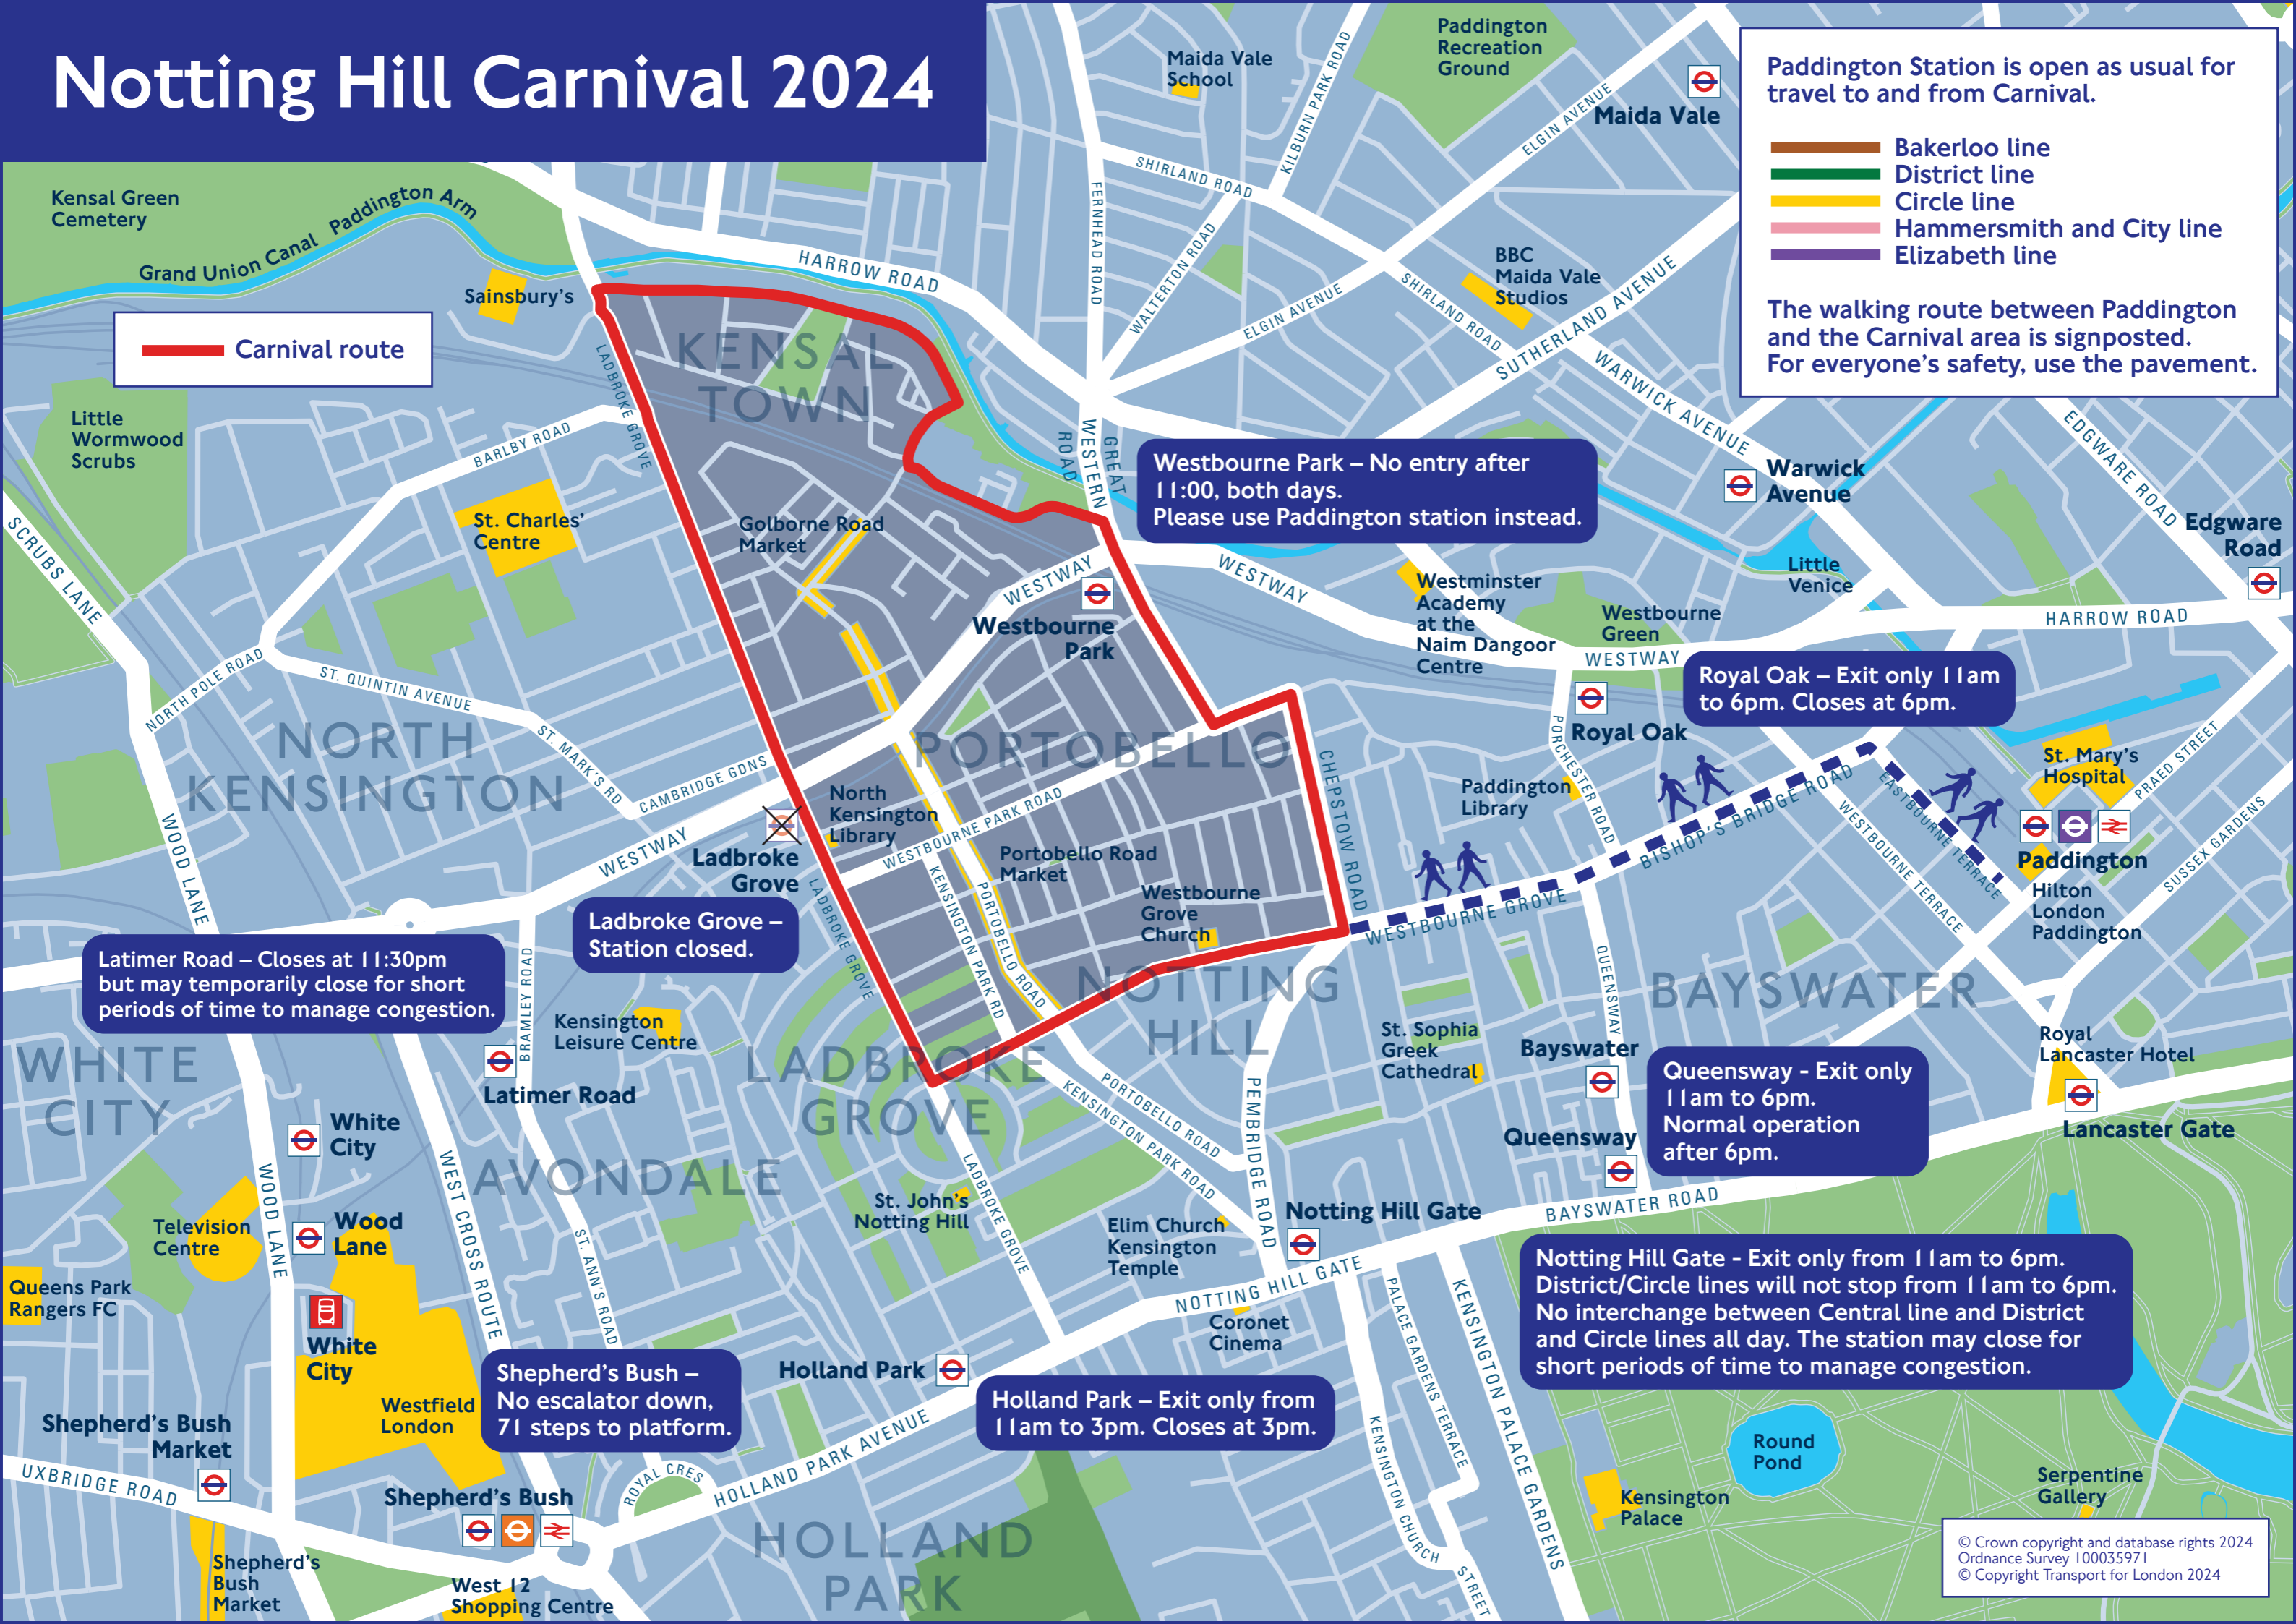 Notting Hill Carnival 2024
Paddington Station is open as usual for
travel to and from Carnival.
Bakerloo line
District line
Circle line
Hammersmith and City line
Elizabeth line
The walking route between Paddington
and the Carnival area is signposted.
For everyone's safety, use the pavement.
Carnival route
Maida Vale
School
Paddington
Recreation
Ground
Maida Vale
KILBURN PARK ROAD
ELGIN AVENUE
SHIRLAND ROAD
FERNHEAD ROAD
WALTERTON ROAD
ELGIN AVENUE
SHIRLAND ROAD
BBC
Maida Vale
Studios
SUTHERLAND AVENUE
WARWICK AVENUE
EDGWARE ROAD
Kensal Green
Cemetery
Grand Union Canal Paddington Arm
Sainsbury's
HARROW ROAD
KENSAL
TOWN
LADBROKE GROVE
Little
Wormwood
Scrubs
BARLBY ROAD
St. Charles'
Centre
GREAT
WESTERN
ROAD
Westbourne Park – No entry after
11:00, both days.
Please use Paddington station instead.
Warwick
Avenue
Edgware
Road
Little
Venice
HARROW ROAD
SCRUBS LANE
Golborne Road
Market
WESTWAY
WESTWAY
Westbourne
Park
Westminster
Academy
at the
Naim Dangoor
Centre
Westbourne
Green
WESTWAY
Royal Oak – Exit only 11am
to 6pm. Closes at 6pm.
Royal Oak
NORTH POLE ROAD
ST. QUINTIN AVENUE
ST. MARK'S RD
CAMBRIDGE GDNS
NORTH
KENSINGTON
PORTOBELLO
CHEPSTOW ROAD
PORCHESTER ROAD
Paddington
Library
BISHOP'S BRIDGE ROAD
EASTBOURNE TERRACE
WESTBOURNE TERRACE
St. Mary's
Hospital
PRAED STREET
Paddington
SUSSEX GARDENS
Hilton
London
Paddington
WOOD LANE
WESTWAY
Ladbroke
Grove
North
Kensington
Library
WESTBOURNE PARK ROAD
Portobello Road
Market
Westbourne
Grove
Church
KENSINGTON PARK RD
PORTOBELLO ROAD
LADBROKE GROVE
WESTBOURNE GROVE
QUEENSWAY
Ladbroke Grove –
Station closed.
Latimer Road – Closes at 11:30pm
but may temporarily close for short
periods of time to manage congestion.
BRAMLEY ROAD
Kensington
Leisure Centre
Latimer Road
WHITE
CITY
LADBROKE
GROVE
NOTTING
HILL
BAYSWATER
St. Sophia
Greek
Cathedral
Bayswater
Queensway
Queensway - Exit only
11am to 6pm.
Normal operation
after 6pm.
Royal
Lancaster Hotel
Lancaster Gate
White
City
WOOD LANE
WEST CROSS ROUTE
AVONDALE
ST. ANN'S ROAD
Television
Centre
Wood
Lane
St. John's
Notting Hill
LADBROKE GROVE
PORTOBELLO ROAD
KENSINGTON PARK ROAD
PEMBRIDGE ROAD
Elim Church
Kensington
Temple
Notting Hill Gate
BAYSWATER ROAD
NOTTING HILL GATE
Notting Hill Gate - Exit only from 11am to 6pm.
District/Circle lines will not stop from 11am to 6pm.
No interchange between Central line and District
and Circle lines all day. The station may close for
short periods of time to manage congestion.
Queens Park
Rangers FC
White
City
Westfield
London
Shepherd's Bush –
No escalator down,
71 steps to platform.
Holland Park
Holland Park – Exit only from
11am to 3pm. Closes at 3pm.
Coronet
Cinema
PALACE GARDENS TERRACE
KENSINGTON PALACE GARDENS
KENSINGTON CHURCH STREET
Round
Pond
Kensington
Palace
Serpentine
Gallery
Shepherd's Bush
Market
UXBRIDGE ROAD
Shepherd's Bush
ROYAL CRES
HOLLAND PARK AVENUE
HOLLAND
PARK
Shepherd's
Bush
Market
West 12
Shopping Centre
© Crown copyright and database rights 2024
Ordnance Survey 100035971
© Copyright Transport for London 2024